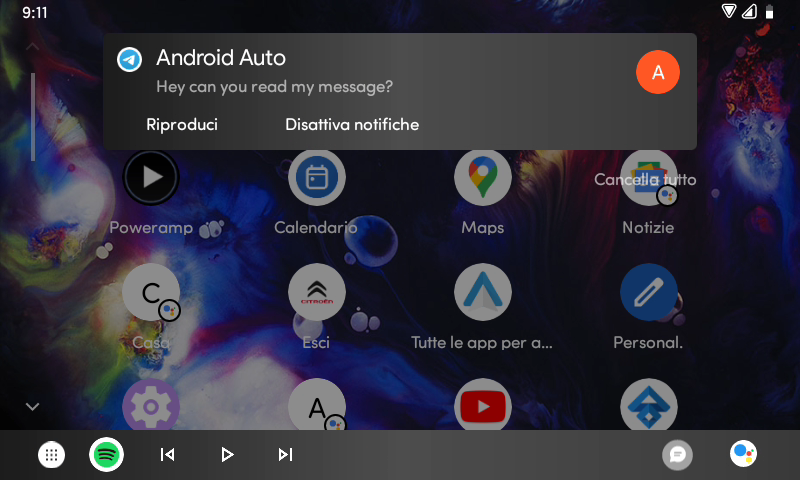 9:11
Android Auto
Hey can you read my message?
A
Riproduci
Disattiva notifiche
Cancella tutto
Poweramp
Calendario
Maps
Notizie
C
CITROËN
Casa
Esci
Tutte le app per a...
Personal.
A